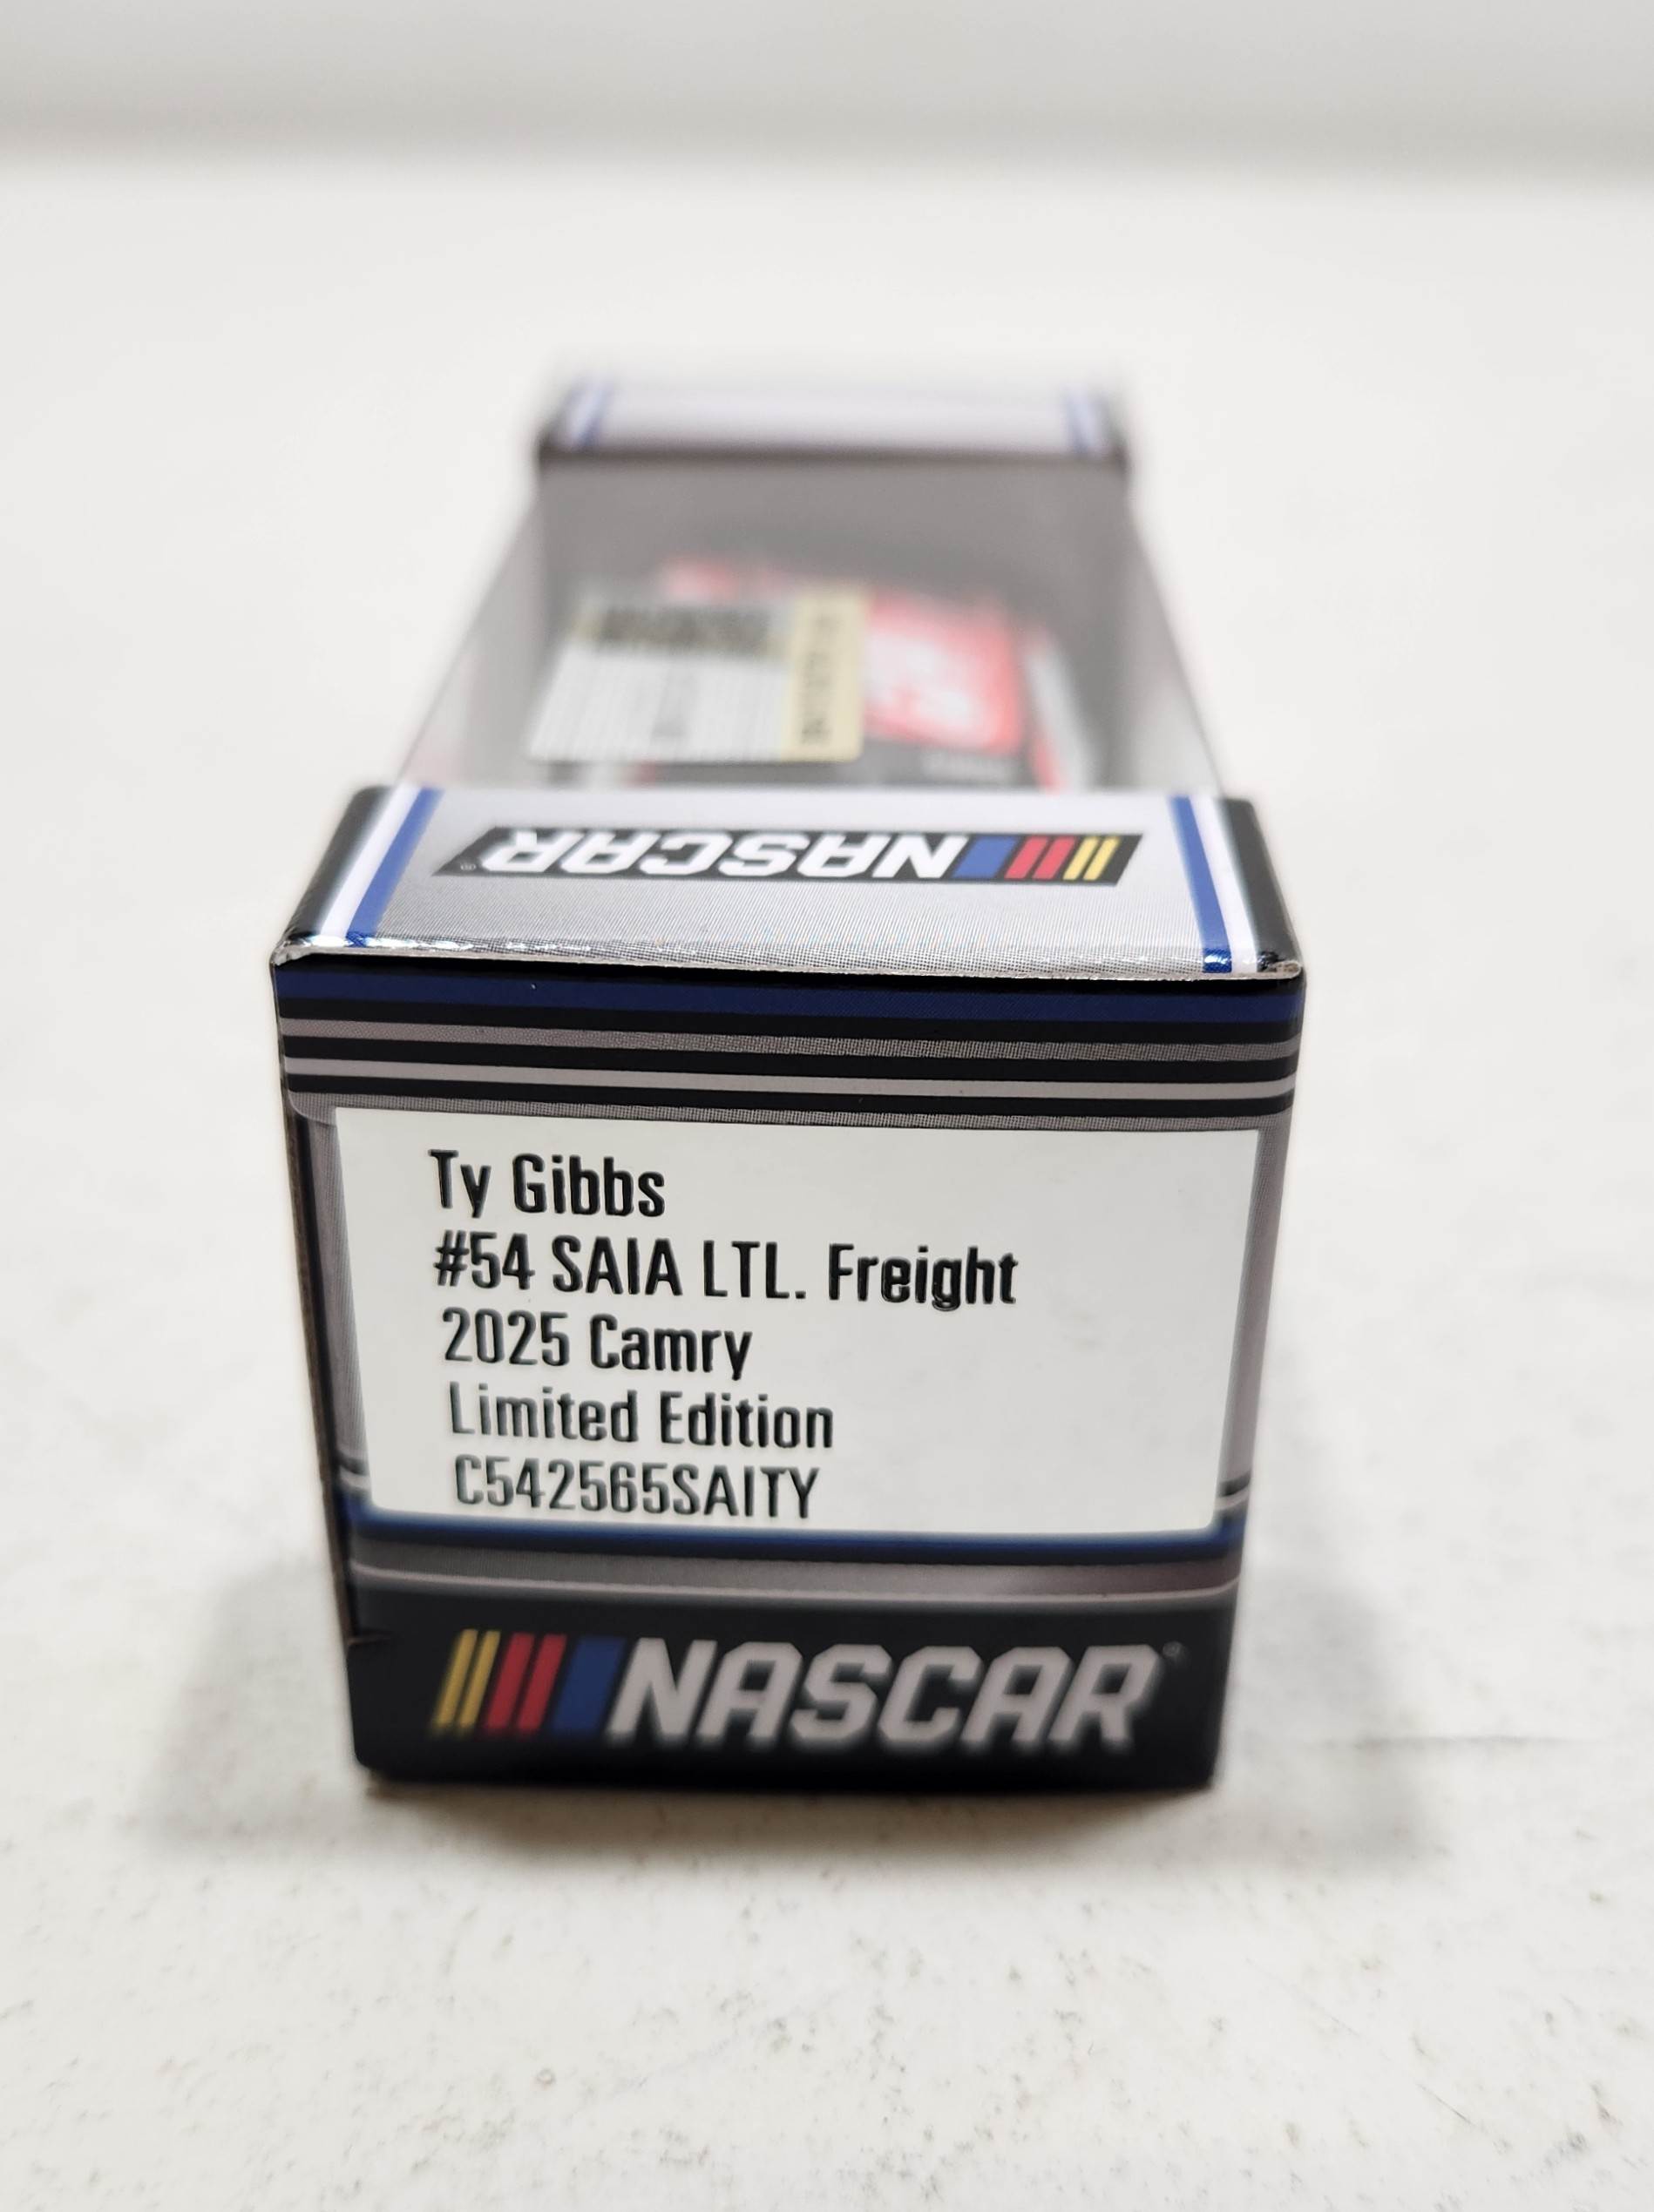 NASCAR
Ty Gibbs
#54 SAIA LTL. Freight
2025 Camry
Limited Edition
C542565SAITY
NASCAR